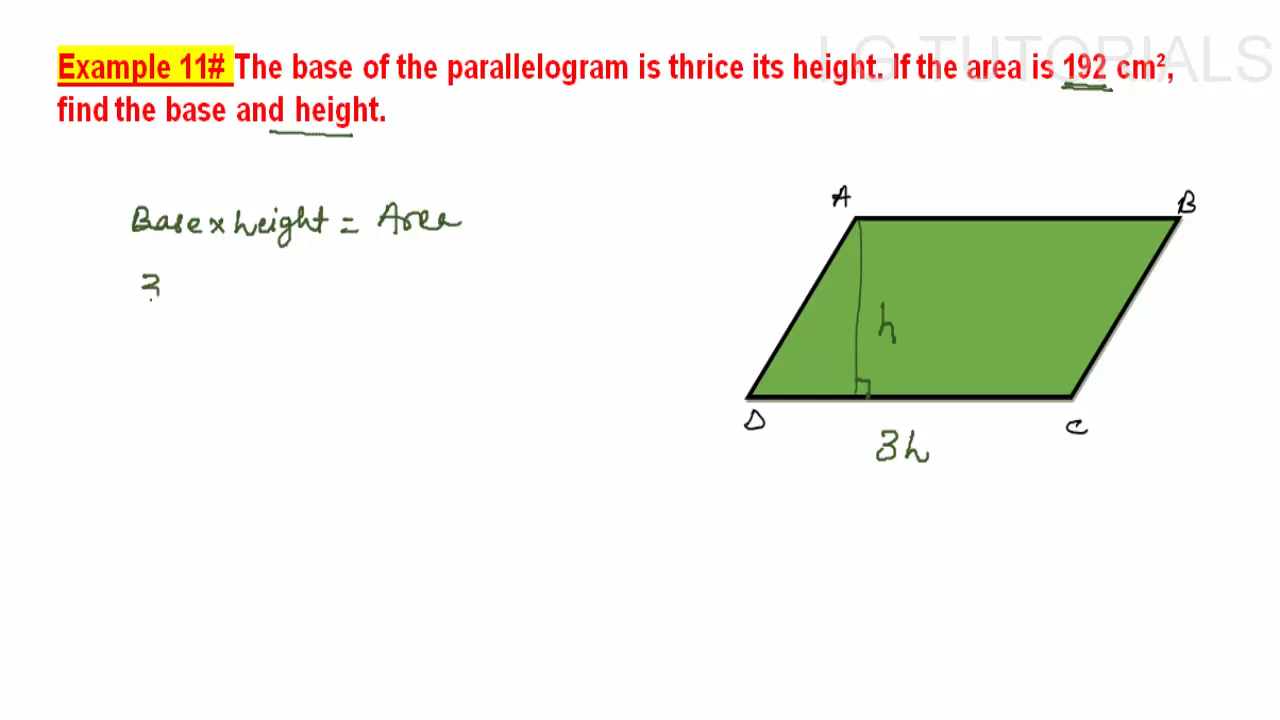 LG TUTORIALS
Example 11# The base of the parallelogram is thrice its height. If the area is 192 cm²,
find the base and height.
Base × height = Area
3
A
B
h
D
C
3h